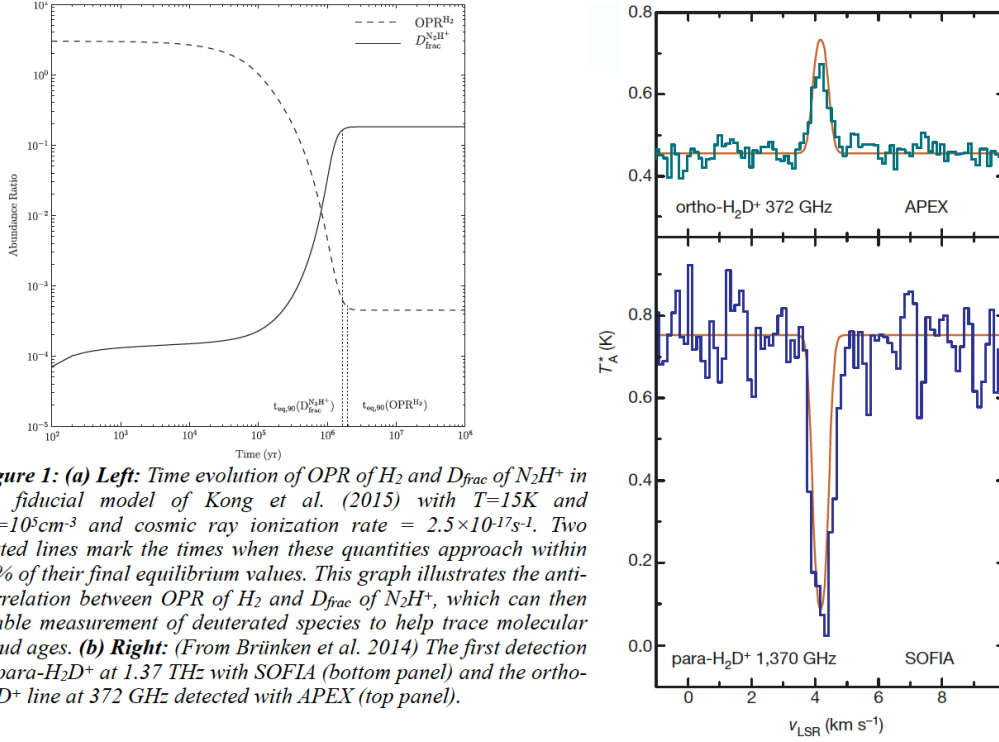 10¹
10⁰
10⁻¹
10⁻²
10⁻³
10⁻⁴
10⁻⁵
Abundance Ratio
OPR^H₂
D_frac^N₂H⁺
t_eq,90(D_frac^N₂H⁺)
t_eq,90(OPR^H₂)
10² 10³ 10⁴ 10⁵ 10⁶ 10⁷ 10⁸
Time (yr)
gure 1: (a) Left: Time evolution of OPR of H₂ and Dfrac of N₂H⁺ in
fiducial model of Kong et al. (2015) with T=15K and
=10⁵cm⁻³ and cosmic ray ionization rate = 2.5×10⁻¹⁷s⁻¹. Two
ted lines mark the times when these quantities approach within
% of their final equilibrium values. This graph illustrates the anti-
rrelation between OPR of H₂ and Dfrac of N₂H⁺, which can then
able measurement of deuterated species to help trace molecular
ud ages. (b) Right: (From Brünken et al. 2014) The first detection
para-H₂D⁺ at 1.37 THz with SOFIA (bottom panel) and the ortho-
D⁺ line at 372 GHz detected with APEX (top panel).
0.8
0.6
0.4
ortho-H₂D⁺ 372 GHz APEX
0.8
0.6
0.4
0.2
0.0
T*_A (K)
para-H₂D⁺ 1,370 GHz SOFIA
0 2 4 6 8
v_LSR (km s⁻¹)